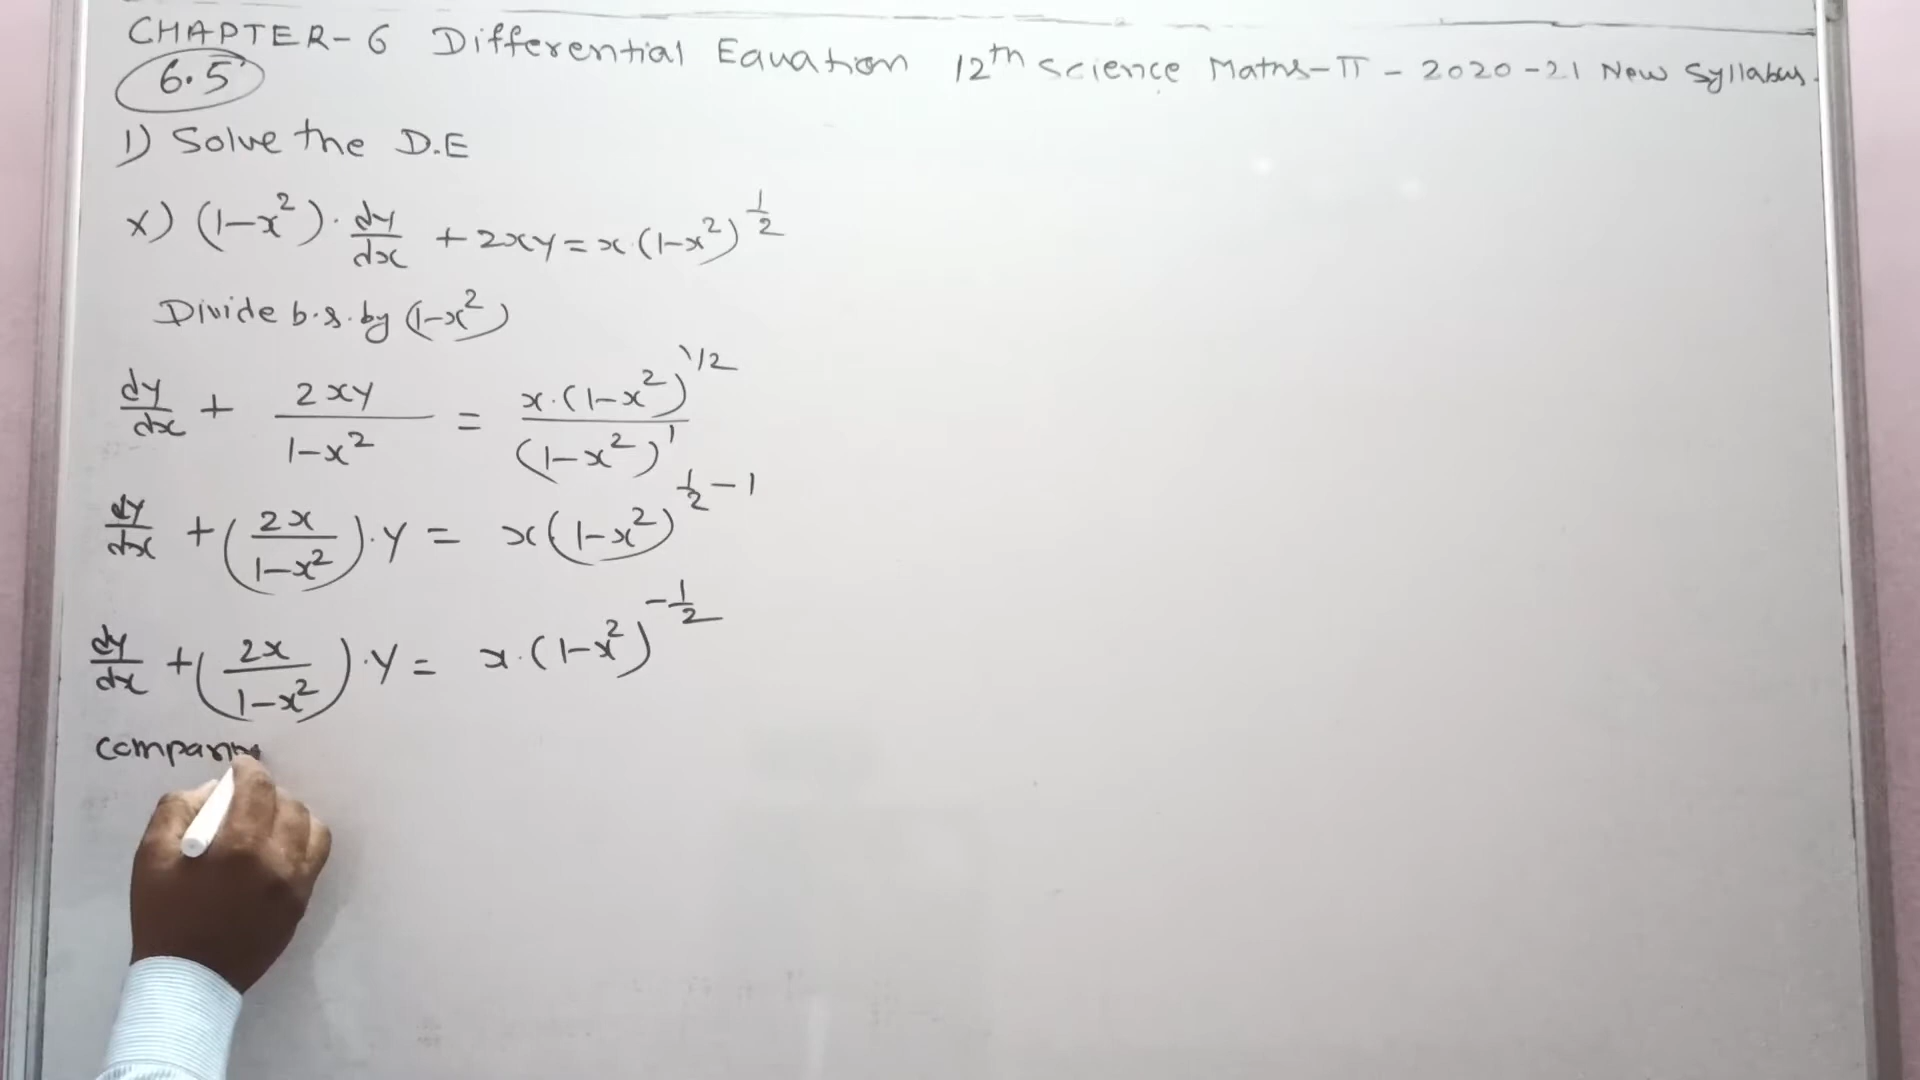 CHAPTER-6 Differential Equation 12th Science Maths-II - 2020-21 New Syllabus.
6.5
1) Solve the D.E
x) (1-x²)· dy/dx + 2xy = x·(1-x²)^1/2
Divide b.s. by (1-x²)
dy/dx + 2xy/1-x² = x·(1-x²)^1/2/(1-x²)^1
dy/dx + (2x/1-x²)·y = x(1-x²)^1/2-1
dy/dx + (2x/1-x²)·y = x·(1-x²)^-1/2